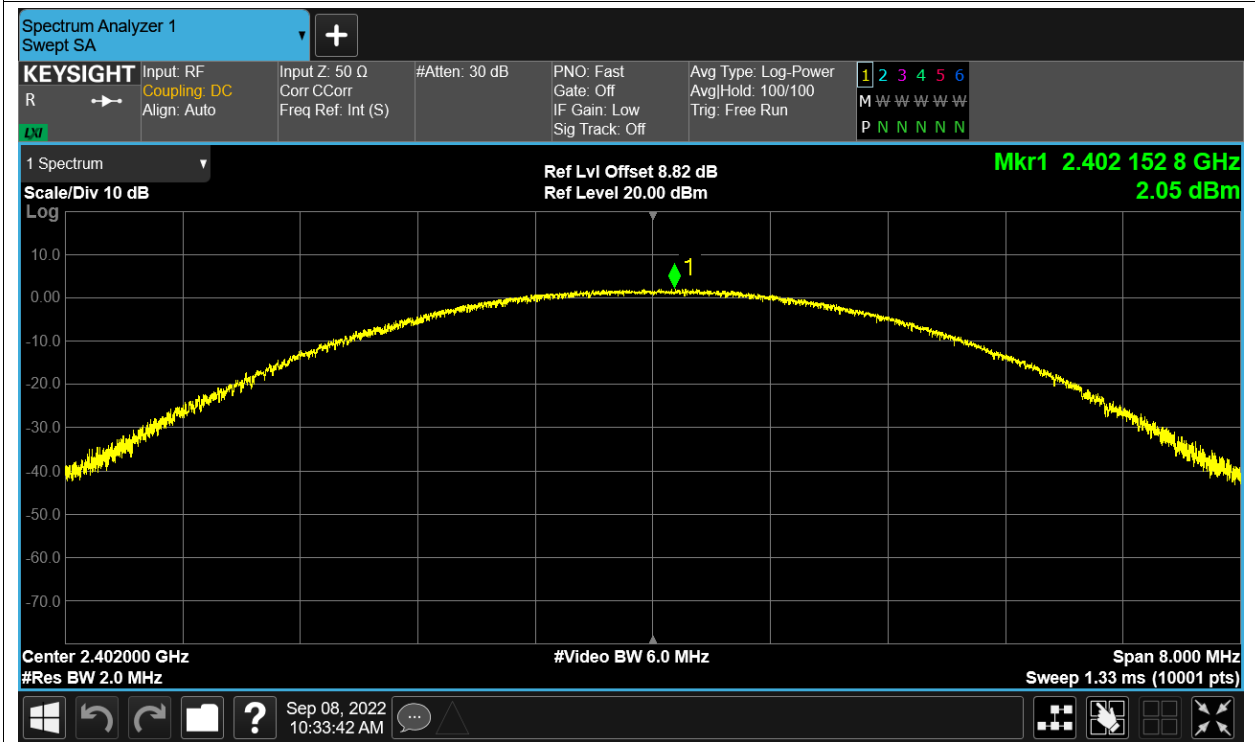 Spectrum Analyzer 1
Swept SA
+
KEYSIGHT
R
LXI
Input: RF
Coupling: DC
Align: Auto
Input Z: 50 Ω
Corr CCorr
Freq Ref: Int (S)
#Atten: 30 dB
PNO: Fast
Gate: Off
IF Gain: Low
Sig Track: Off
Avg Type: Log-Power
Avg|Hold: 100/100
Trig: Free Run
1 2 3 4 5 6
M W W W W W
P N N N N N
1 Spectrum
Scale/Div 10 dB
Log
Ref Lvl Offset 8.82 dB
Ref Level 20.00 dBm
Mkr1 2.402 152 8 GHz
2.05 dBm
1
10.0
0.00
-10.0
-20.0
-30.0
-40.0
-50.0
-60.0
-70.0
Center 2.402000 GHz
#Res BW 2.0 MHz
#Video BW 6.0 MHz
Span 8.000 MHz
Sweep 1.33 ms (10001 pts)
?
Sep 08, 2022
10:33:42 AM